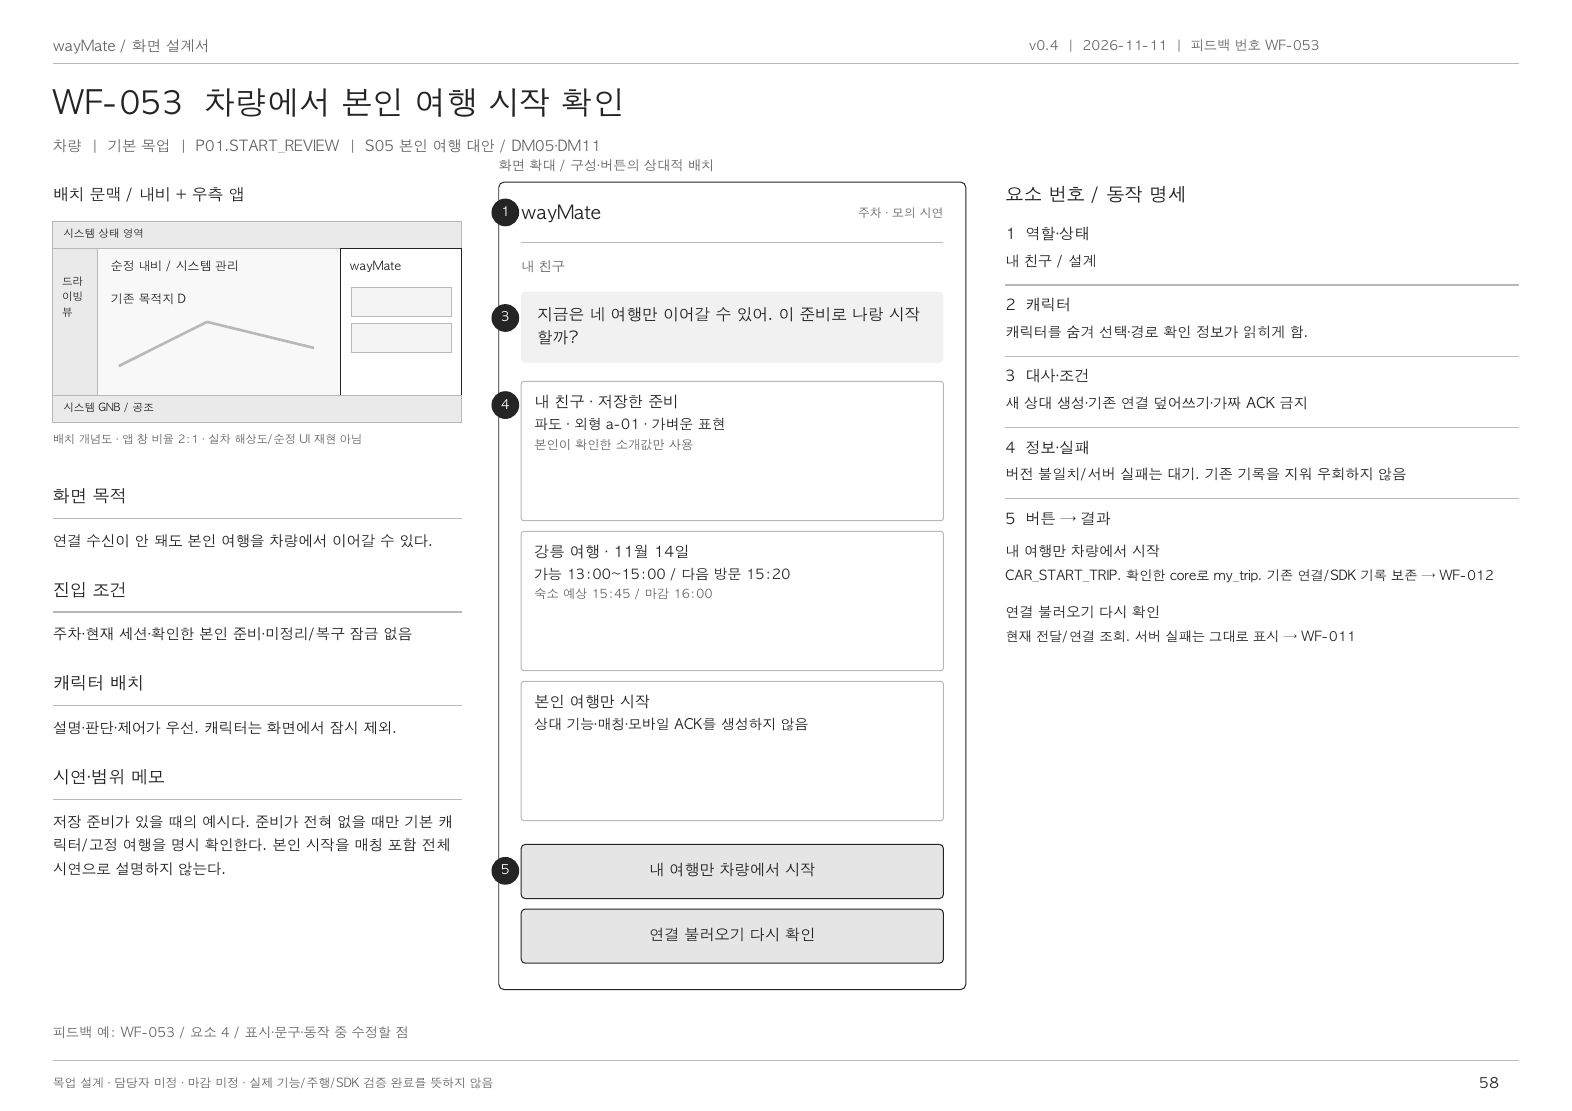 wayMate / 화면 설계서
v0.4 | 2026-11-11 | 피드백 번호 WF-053
WF-053 차량에서 본인 여행 시작 확인
차량 | 기본 목업 | P01.START_REVIEW | S05 본인 여행 대안 / DM05·DM11
배치 문맥 / 내비 + 우측 앱
시스템 상태 영역
드라
이빙
뷰
순정 내비 / 시스템 관리
기존 목적지 D
wayMate
시스템 GNB / 공조
배치 개념도 · 앱 창 비율 2:1 · 실차 해상도/순정 UI 재현 아님
화면 목적
연결 수신이 안 돼도 본인 여행을 차량에서 이어갈 수 있다.
진입 조건
주차·현재 세션·확인한 본인 준비·미정리/복구 잠금 없음
캐릭터 배치
설명·판단·제어가 우선. 캐릭터는 화면에서 잠시 제외.
시연·범위 메모
저장 준비가 있을 때의 예시다. 준비가 전혀 없을 때만 기본 캐
릭터/고정 여행을 명시 확인한다. 본인 시작을 매칭 포함 전체
시연으로 설명하지 않는다.
화면 확대 / 구성·버튼의 상대적 배치
1 wayMate
주차 · 모의 시연
내 친구
3 지금은 네 여행만 이어갈 수 있어. 이 준비로 나랑 시작
할까?
4 내 친구 · 저장한 준비
파도 · 외형 a-01 · 가벼운 표현
본인이 확인한 소개값만 사용
강릉 여행 · 11월 14일
가능 13:00~15:00 / 다음 방문 15:20
숙소 예상 15:45 / 마감 16:00
본인 여행만 시작
상대 기능·매칭·모바일 ACK를 생성하지 않음
5 내 여행만 차량에서 시작
연결 불러오기 다시 확인
요소 번호 / 동작 명세
1 역할·상태
내 친구 / 설계
2 캐릭터
캐릭터를 숨겨 선택·경로 확인 정보가 읽히게 함.
3 대사·조건
새 상대 생성·기존 연결 덮어쓰기·가짜 ACK 금지
4 정보·실패
버전 불일치/서버 실패는 대기. 기존 기록을 지워 우회하지 않음
5 버튼 → 결과
내 여행만 차량에서 시작
CAR_START_TRIP. 확인한 core로 my_trip. 기존 연결/SDK 기록 보존 → WF-012
연결 불러오기 다시 확인
현재 전달/연결 조회. 서버 실패는 그대로 표시 → WF-011
피드백 예: WF-053 / 요소 4 / 표시·문구·동작 중 수정할 점
목업 설계 · 담당자 미정 · 마감 미정 · 실제 기능/주행/SDK 검증 완료를 뜻하지 않음
58